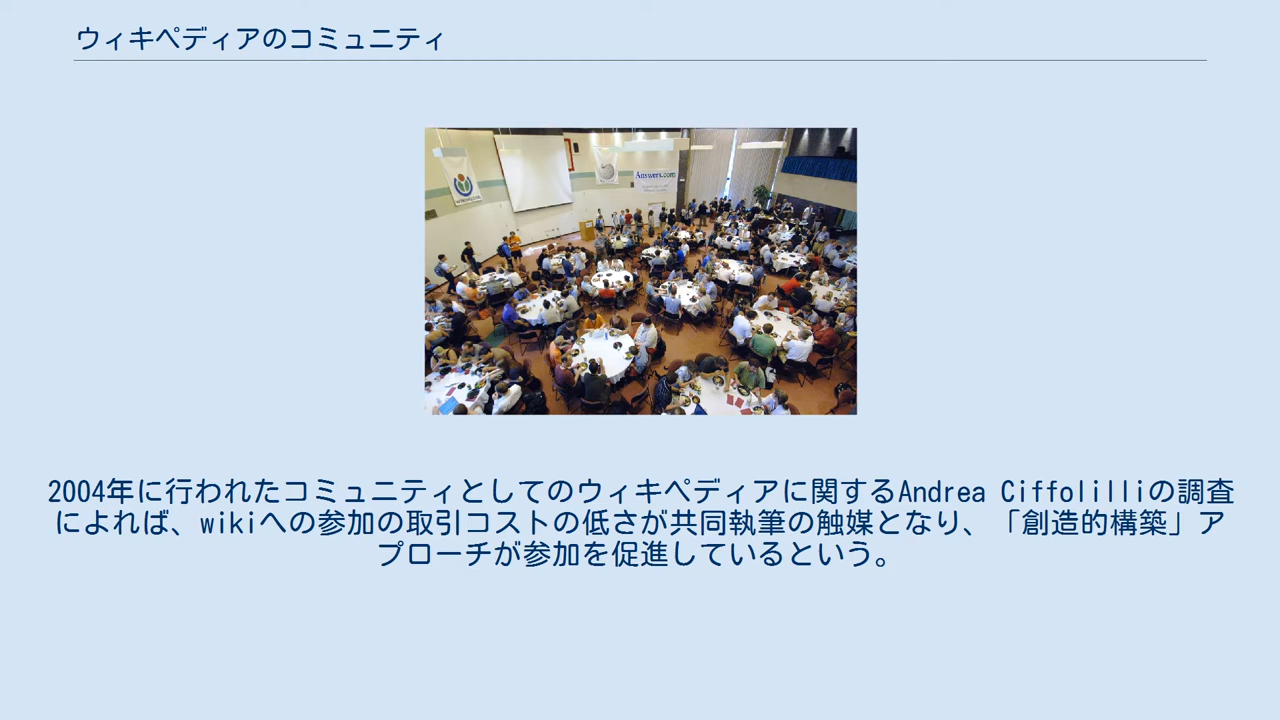 ウィキペディアのコミュニティ
Answers.com
2004年に行われたコミュニティとしてのウィキペディアに関するAndrea Ciffolilliの調査
によれば、wikiへの参加の取引コストの低さが共同執筆の触媒となり、「創造的構築」ア
プローチが参加を促進しているという。